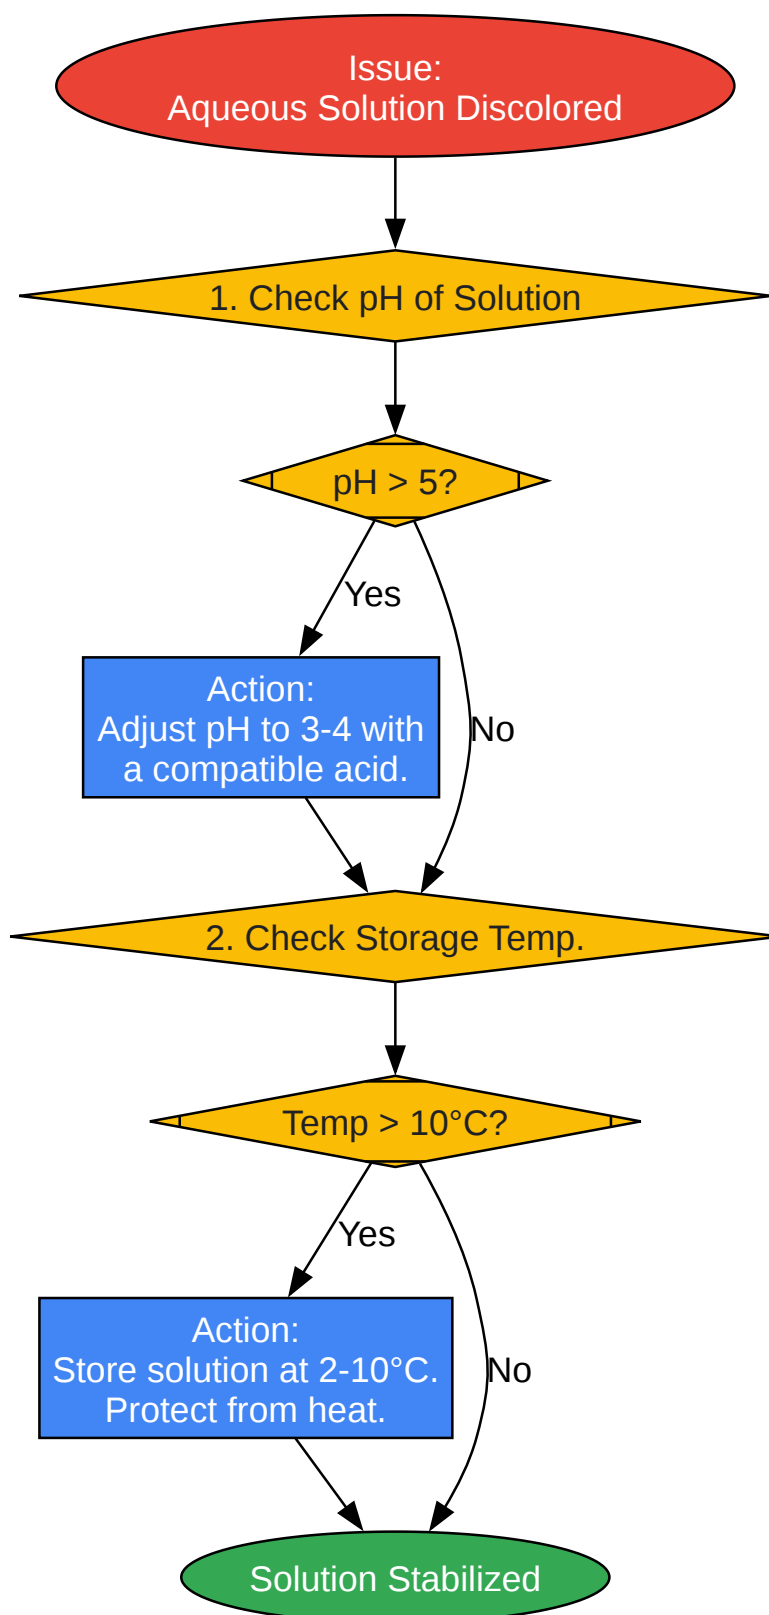 Issue:
Aqueous Solution Discolored
1. Check pH of Solution
pH > 5?
Yes
Action:
Adjust pH to 3-4 with
a compatible acid.
No
2. Check Storage Temp.
Temp > 10°C?
Yes
Action:
Store solution at 2-10°C.
Protect from heat.
No
Solution Stabilized